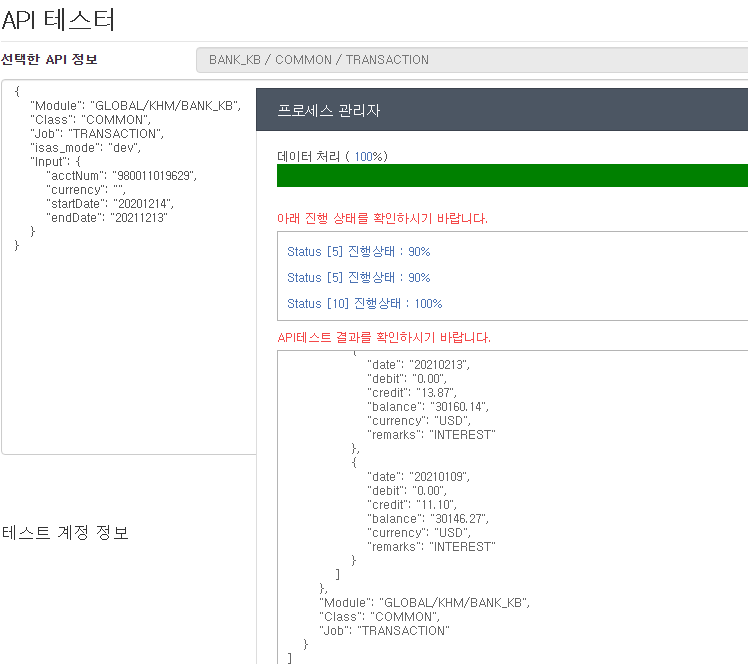 API 테스터
선택한 API 정보
BANK_KB / COMMON / TRANSACTION
{
"Module": "GLOBAL/KHM/BANK_KB",
"Class": "COMMON",
"Job": "TRANSACTION",
"isas_mode": "dev",
"Input": {
"acctNum": "980011019629",
"currency": "",
"startDate": "20201214",
"endDate": "20211213"
}
}
테스트 계정 정보
프로세스 관리자
데이터 처리 ( 100%)
아래 진행 상태를 확인하시기 바랍니다.
Status [5] 진행상태 : 90%
Status [5] 진행상태 : 90%
Status [10] 진행상태 : 100%
API테스트 결과를 확인하시기 바랍니다.
{
"date": "20210213",
"debit": "0.00",
"credit": "13.87",
"balance": "30160.14",
"currency": "USD",
"remarks": "INTEREST"
},
{
"date": "20210109",
"debit": "0.00",
"credit": "11.10",
"balance": "30146.27",
"currency": "USD",
"remarks": "INTEREST"
}
]
},
"Module": "GLOBAL/KHM/BANK_KB",
"Class": "COMMON",
"Job": "TRANSACTION"
}
]